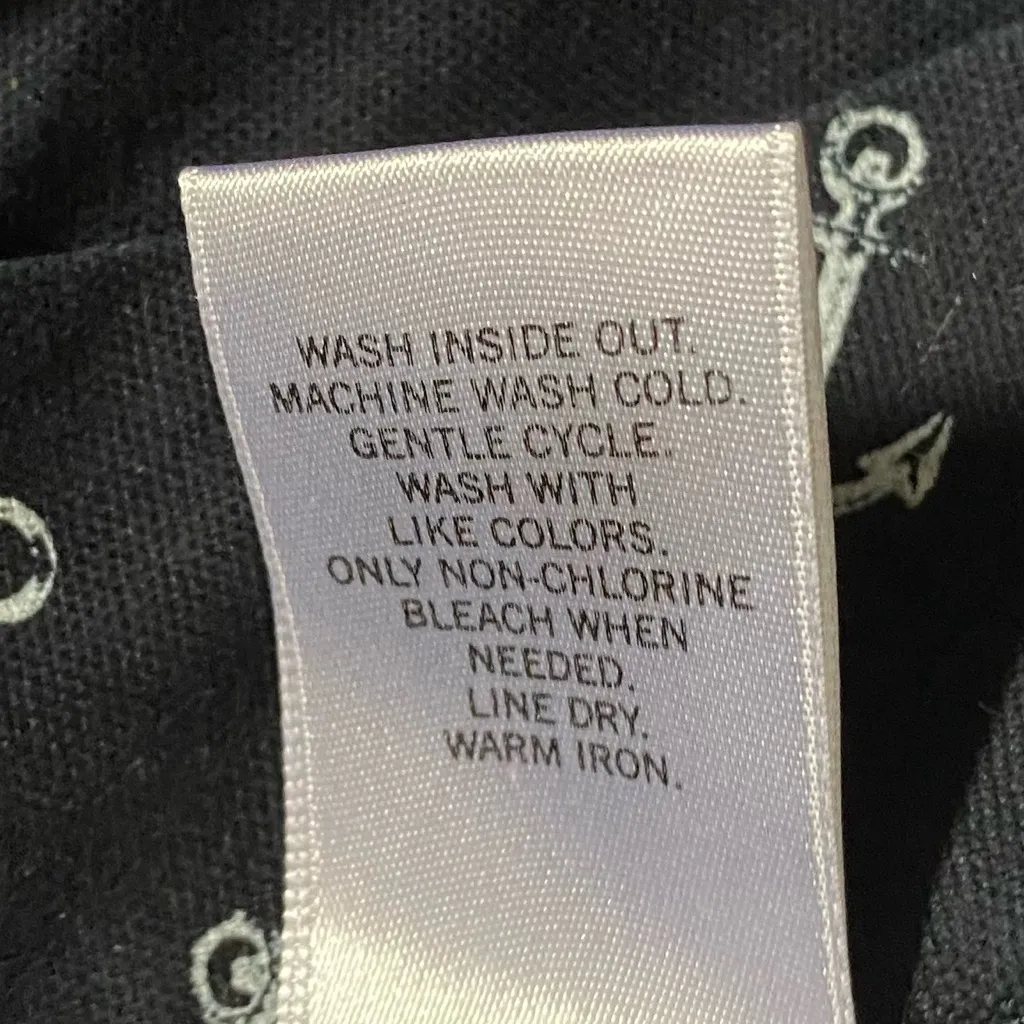 WASH INSIDE OUT.
MACHINE WASH COLD.
GENTLE CYCLE.
WASH WITH
LIKE COLORS.
ONLY NON-CHLORINE
BLEACH WHEN
NEEDED.
LINE DRY.
WARM IRON.